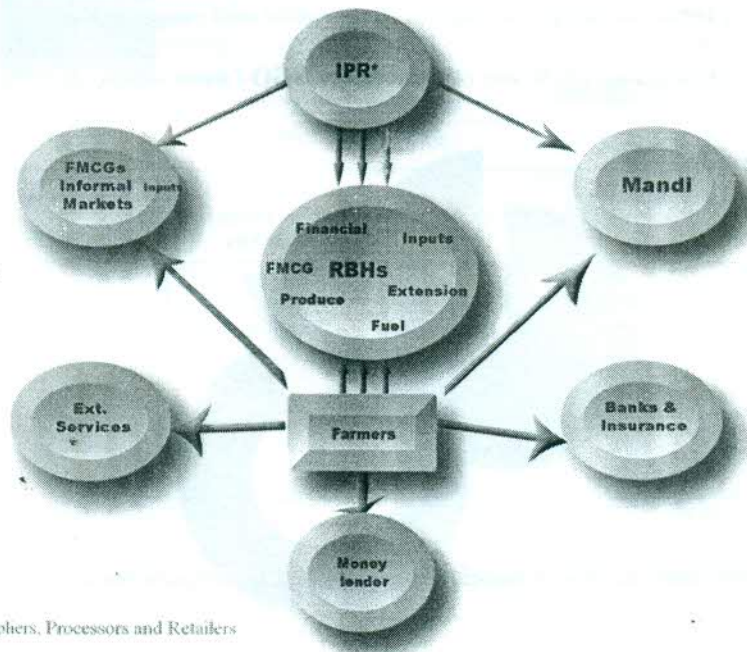 IPR*
FMCGs
Informal Inputs
Markets
Mandi
Financial
Inputs
FMCG RBHs
Produce Extension
Fuel
Ext.
Services
Farmers
Banks &
Insurance
Money
lender
Processors and Retailers